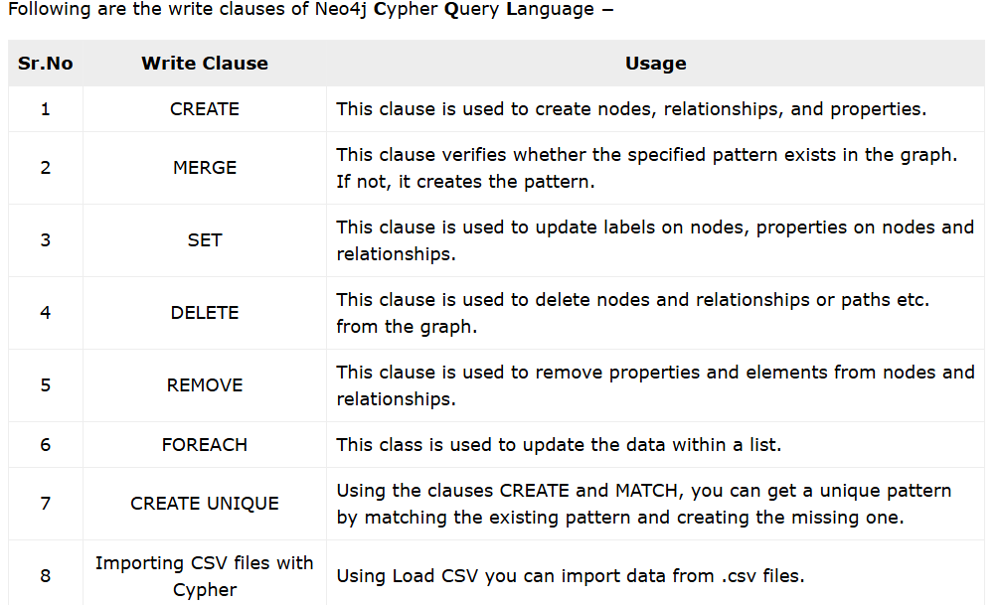 Following are the write clauses of Neo4j Cypher Query Language −
Sr.No Write Clause Usage
1 CREATE This clause is used to create nodes, relationships, and properties.
2 MERGE This clause verifies whether the specified pattern exists in the graph.
If not, it creates the pattern.
3 SET This clause is used to update labels on nodes, properties on nodes and
relationships.
4 DELETE This clause is used to delete nodes and relationships or paths etc.
from the graph.
5 REMOVE This clause is used to remove properties and elements from nodes and
relationships.
6 FOREACH This class is used to update the data within a list.
7 CREATE UNIQUE Using the clauses CREATE and MATCH, you can get a unique pattern
by matching the existing pattern and creating the missing one.
8 Importing CSV files with
Cypher Using Load CSV you can import data from .csv files.